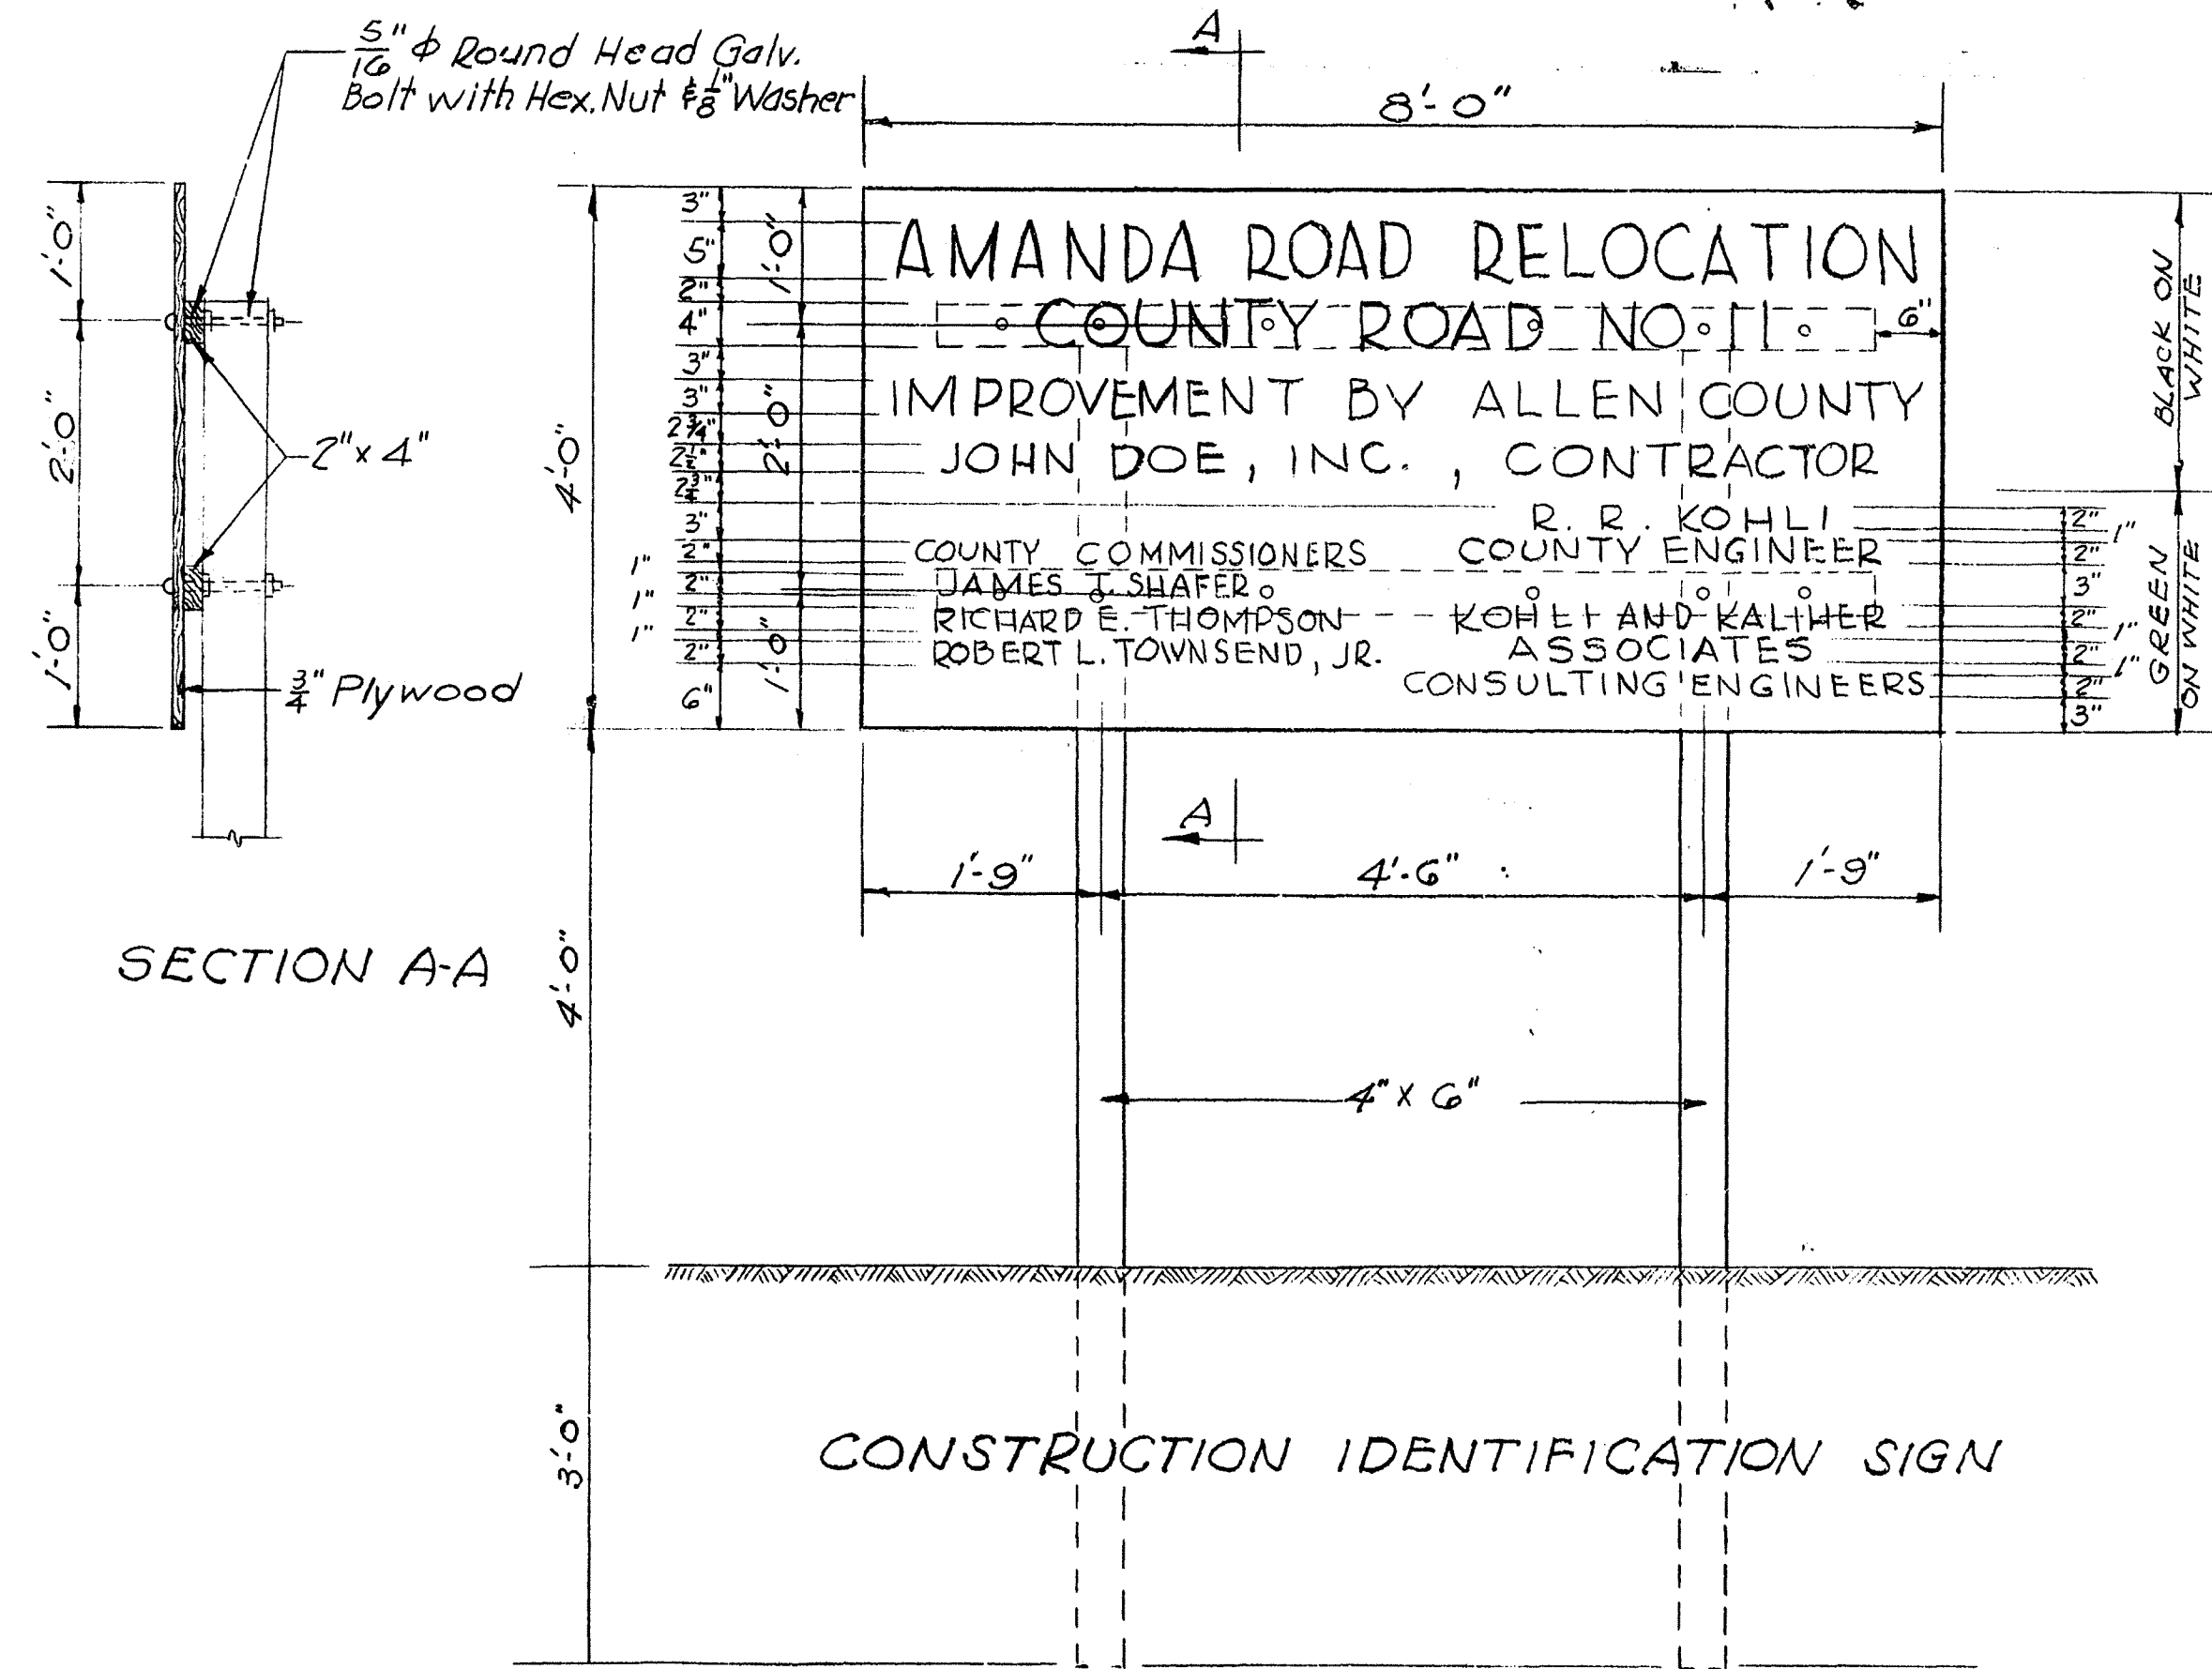 5/16" ϕ Round Head Galv.
Bolt with Hex. Nut & 1/8" Washer
A
8'-0"
1'-0"
2'-0"
1'-0"
2"x4"
3/4" Plywood
SECTION A-A
4'-0"
4'-0"
3'-0"
3"
5"
2"
4"
3"
3"
2 3/4"
2 1/2"
2 3/4"
3"
2"
1"
2"
1"
2"
1"
2"
6"
1'-0"
2'-0"
1'-0"
AMANDA ROAD RELOCATION
COUNTY ROAD NO. 11
6"
IMPROVEMENT BY ALLEN COUNTY
JOHN DOE, INC., CONTRACTOR
COUNTY COMMISSIONERS
JAMES J. SHAFER
RICHARD E. THOMPSON
ROBERT L. TOWNSEND, JR.
R. R. KOHLI
COUNTY ENGINEER
KOHLI AND KALIHER
ASSOCIATES
CONSULTING ENGINEERS
2"
1"
2"
3"
2"
1"
2"
1"
2"
3"
BLACK ON
WHITE
GREEN
ON WHITE
A
1'-9"
4'-6"
1'-9"
4" x 6"
CONSTRUCTION IDENTIFICATION SIGN